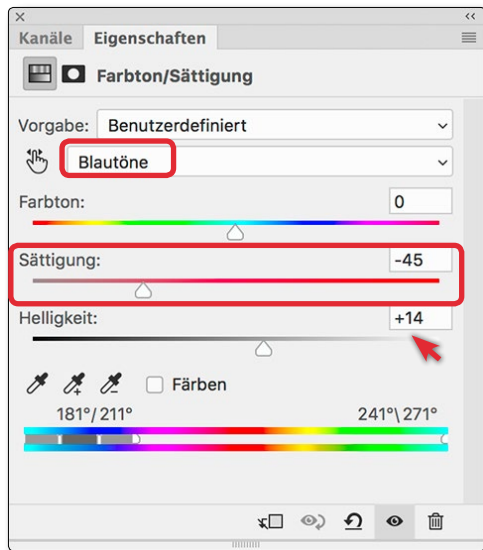 Kanäle Eigenschaften
Farbton/Sättigung
Vorgabe: Benutzerdefiniert
Blautöne
Farbton: 0
Sättigung: -45
Helligkeit: +14
Färben
181°/211° 241°\271°